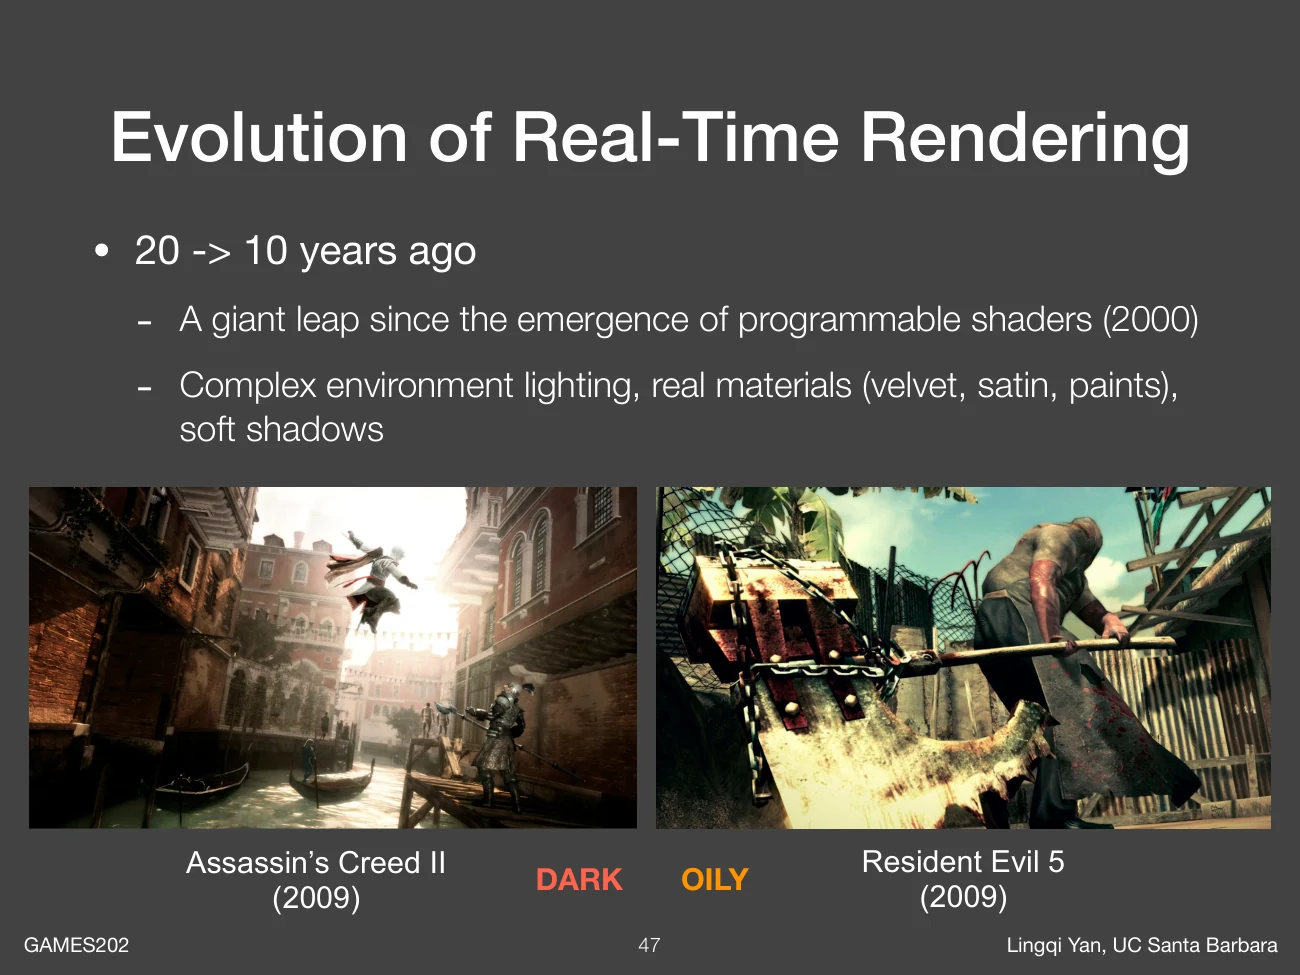 Evolution of Real-Time Rendering
• 20 -> 10 years ago
- A giant leap since the emergence of programmable shaders (2000)
- Complex environment lighting, real materials (velvet, satin, paints),
soft shadows
Assassin’s Creed II
(2009)
DARK
OILY
Resident Evil 5
(2009)
GAMES202
47
Lingqi Yan, UC Santa Barbara